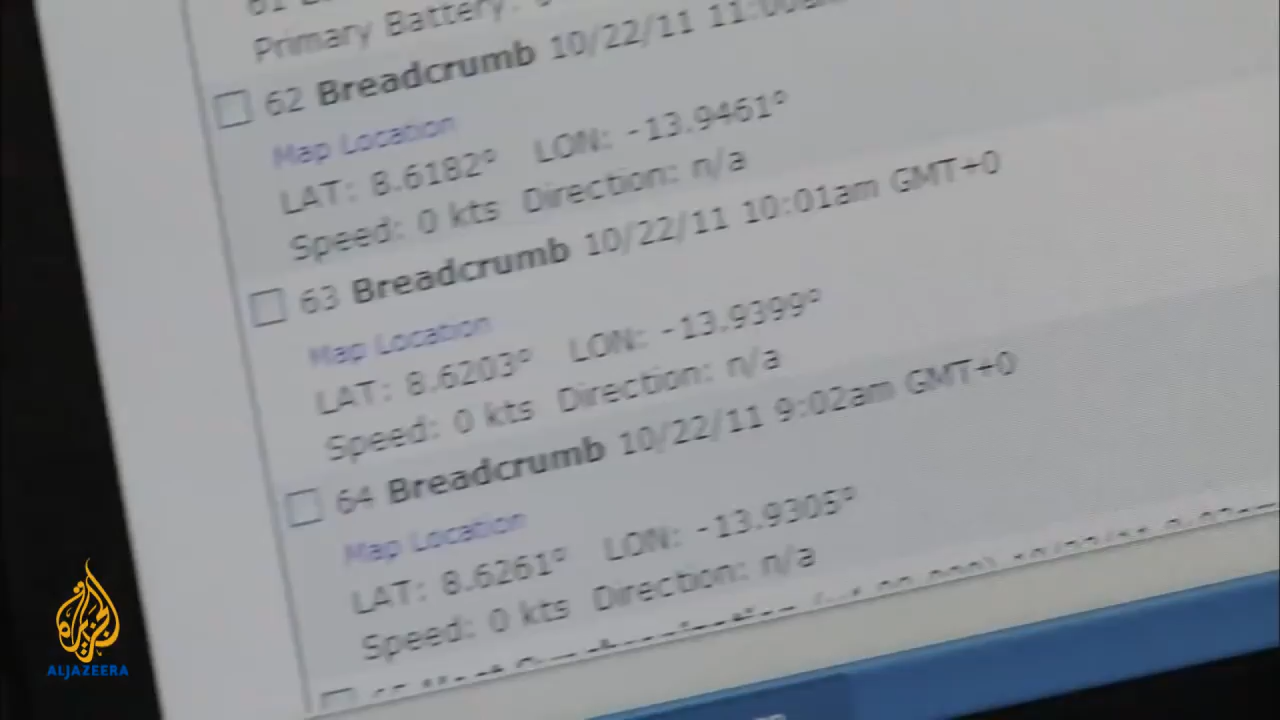 Primary Battery:
62 Breadcrumb 10/22/11 11:00am
Map Location
LAT: 8.6182° LON: -13.9461°
Speed: 0 kts Direction: n/a
63 Breadcrumb 10/22/11 10:01am GMT+0
Map Location
LAT: 8.6203° LON: -13.9399°
Speed: 0 kts Direction: n/a
64 Breadcrumb 10/22/11 9:02am GMT+0
Map Location
LAT: 8.6261° LON: -13.9305°
Speed: 0 kts Direction: n/a
الجزيرة
ALJAZEERA